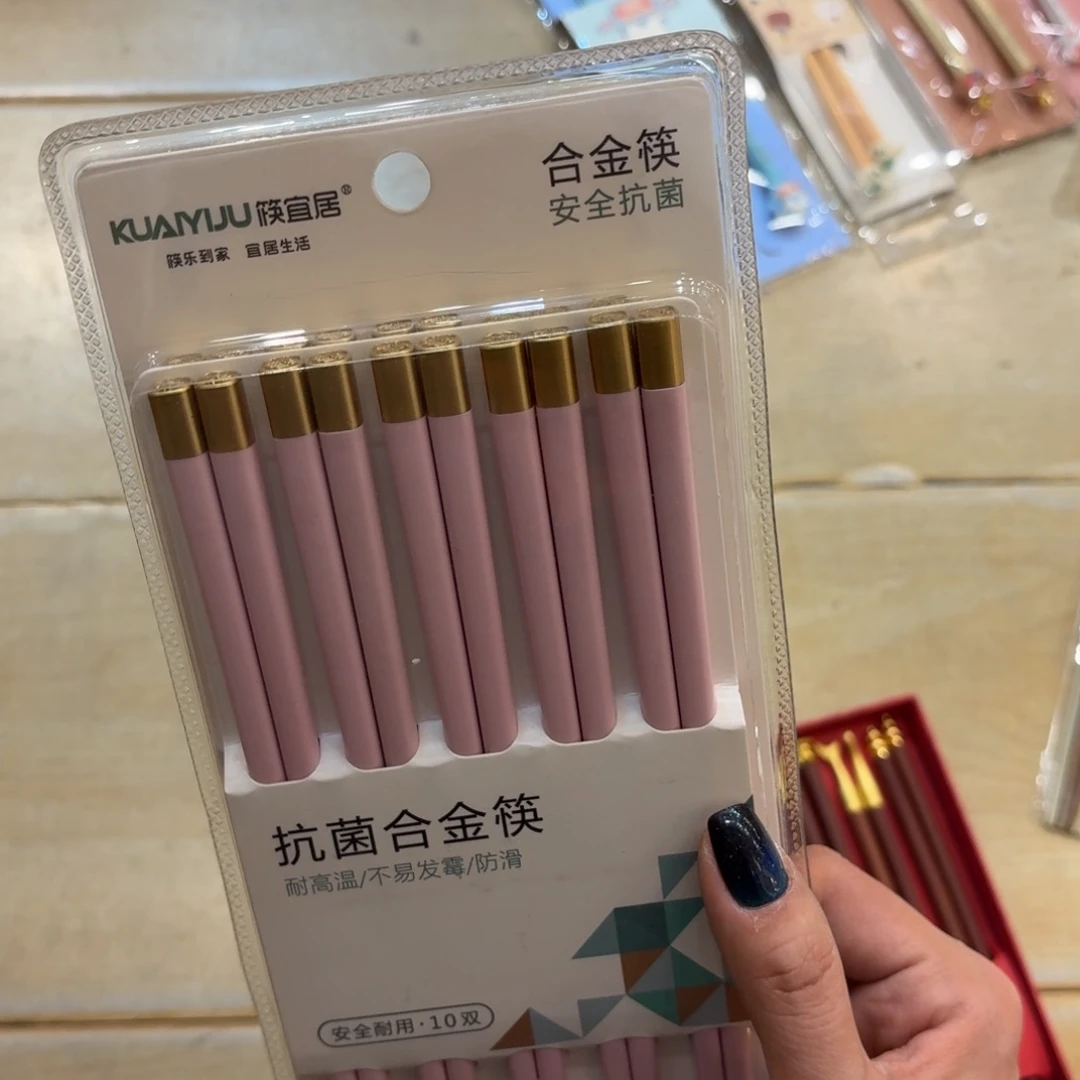 KUAIYIJU筷宜居®
筷乐到家 宜居生活
合金筷
安全抗菌
抗菌合金筷
耐高温/不易发霉/防滑
安全耐用·10双